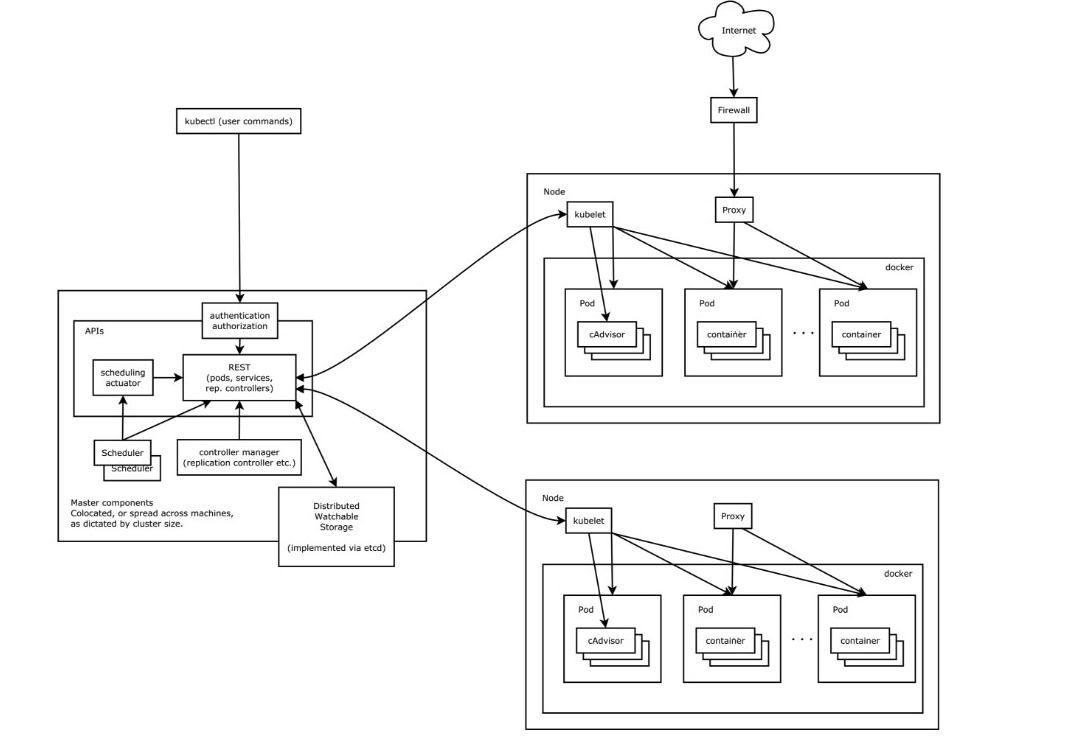 Internet
Firewall
kubectl (user commands)
Node
kubelet
Proxy
docker
Pod
cAdvisor
Pod
container
. . .
Pod
container
authentication
authorization
APIs
REST
(pods, services,
rep. controllers)
scheduling
actuator
Scheduler
Scheduler
controller manager
(replication controller etc.)
Master components
Colocated, or spread across machines,
as dictated by cluster size.
Distributed
Watchable
Storage
(implemented via etcd)
Node
kubelet
Proxy
docker
Pod
cAdvisor
Pod
container
. . .
Pod
container